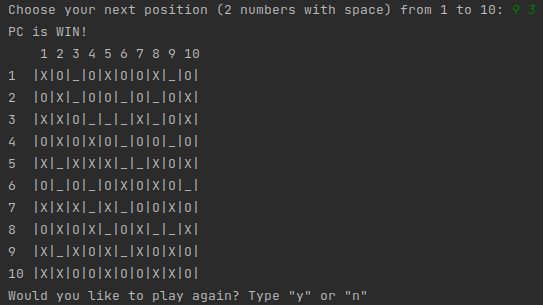 Choose your next position (2 numbers with space) from 1 to 10: 9 3
PC is WIN!
    1 2 3 4 5 6 7 8 9 10
1  |X|O|_|O|X|O|O|X|_|O|
2  |O|X|_|O|O|_|O|_|O|X|
3  |X|X|O|_|_|_|X|_|O|X|
4  |O|X|O|X|O|_|O|O|X|O|
5  |X|_|X|X|X|_|_|X|O|X|
6  |O|_|O|_|O|X|O|X|O|_|
7  |X|X|X|_|X|_|O|O|X|O|
8  |O|X|O|X|_|O|X|_|_|X|
9  |X|_|X|O|X|_|X|O|X|O|
10 |X|X|O|X|O|X|O|X|X|O|
Would you like to play again? Type "y" or "n"